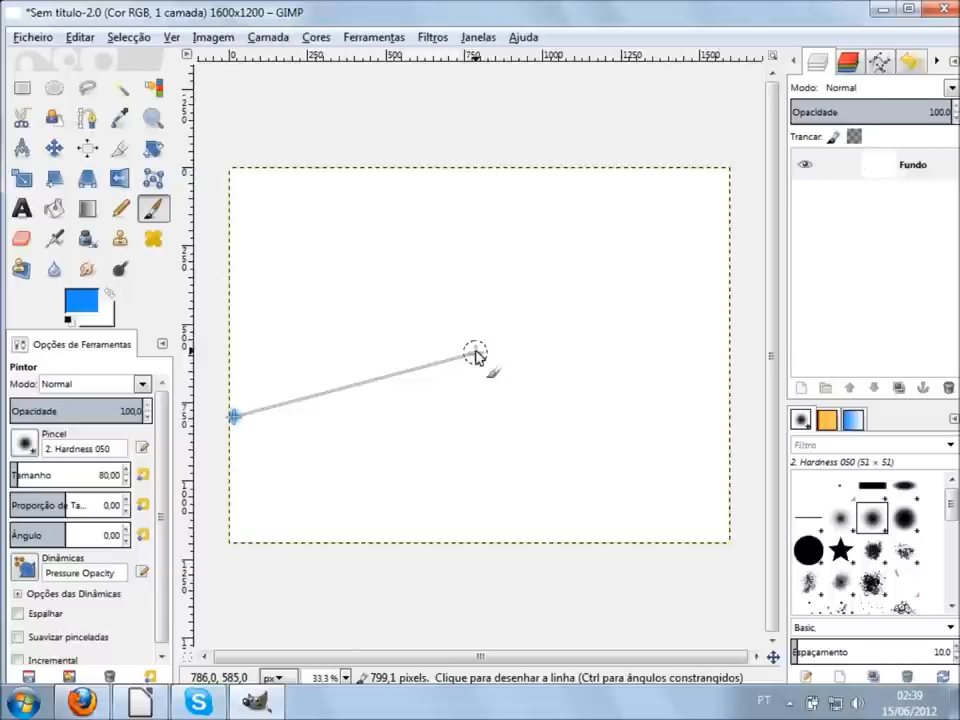 *Sem título-2.0 (Cor RGB, 1 camada) 1600x1200 – GIMP
Ficheiro Editar Selecção Ver Imagem Camada Cores Ferramentas Filtros Janelas Ajuda
0 250 500 750 1000 1250 1500
Modo: Normal
Opacidade 100,0
Trancar:
Fundo
Opções de Ferramentas
Pintor
Modo: Normal
Opacidade 100,0
Pincel
2. Hardness 050
Tamanho 80,00
Proporção de Ta... 0,00
Ângulo 0,00
Dinâmicas
Pressure Opacity
Opções das Dinâmicas
Espalhar
Suavizar pinceladas
Incremental
Filtro
2. Hardness 050 (51 × 51)
Basic,
Espaçamento 10.0
786,0, 585,0 px 33,3 % 799,1 pixels. Clique para desenhar a linha (Ctrl para ângulos constrangidos)
PT
02:39
15/06/2012